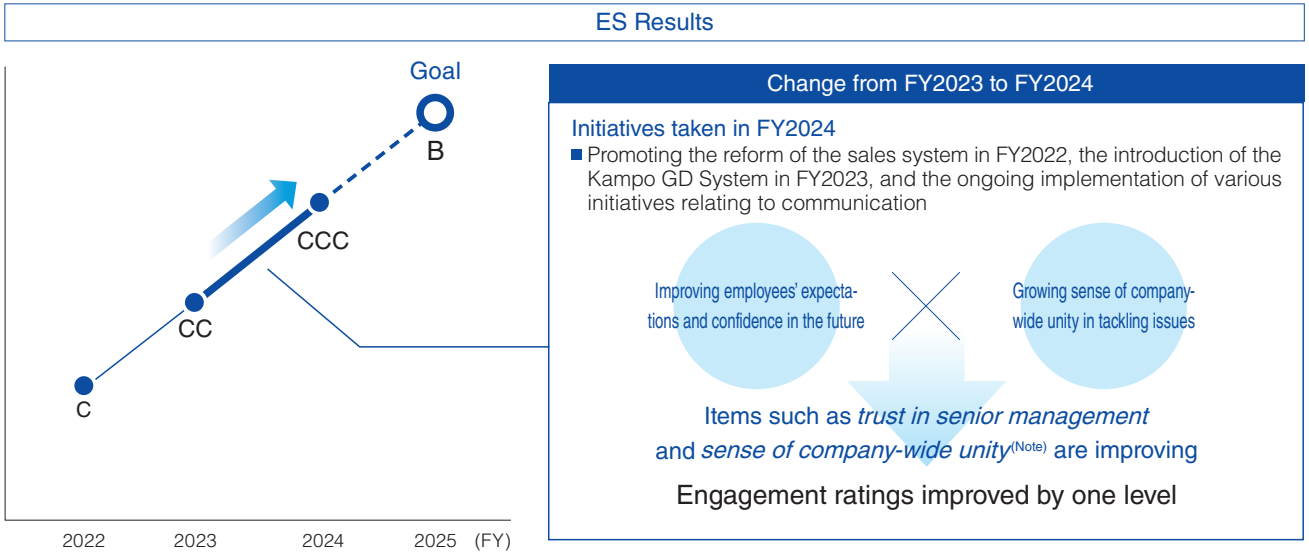 ES Results
Goal
B
CCC
CC
C
2022 2023 2024 2025 (FY)
Change from FY2023 to FY2024
Initiatives taken in FY2024
■ Promoting the reform of the sales system in FY2022, the introduction of the
Kampo GD System in FY2023, and the ongoing implementation of various
initiatives relating to communication
Improving employees' expecta-
tions and confidence in the future
Growing sense of company-
wide unity in tackling issues
Items such as trust in senior management
and sense of company-wide unity(Note) are improving
Engagement ratings improved by one level